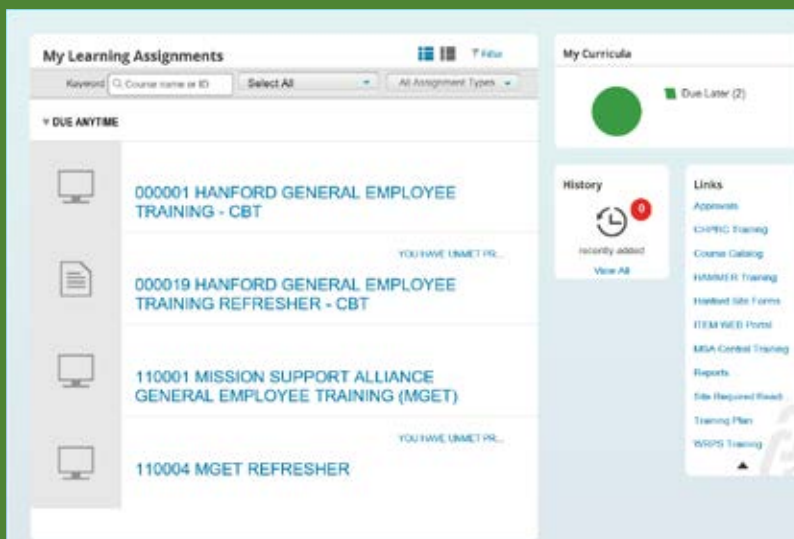 My Learning Assignments
Filter
Keyword
Course name or ID
Select All
All Assignment Types
DUE ANYTIME
000001 HANFORD GENERAL EMPLOYEE
TRAINING - CBT
YOU HAVE UNMET PR...
000019 HANFORD GENERAL EMPLOYEE
TRAINING REFRESHER - CBT
110001 MISSION SUPPORT ALLIANCE
GENERAL EMPLOYEE TRAINING (MGET)
YOU HAVE UNMET PR...
110004 MGET REFRESHER
My Curricula
Due Later (2)
History
0
recently added
View All
Links
Approvals
CHPRC Training
Course Catalog
HAMMER Training
Hanford Site Forms
ITEM WEB Portal
MSA Central Training
Reports
Site Required Read
Training Plan
WRPS Training